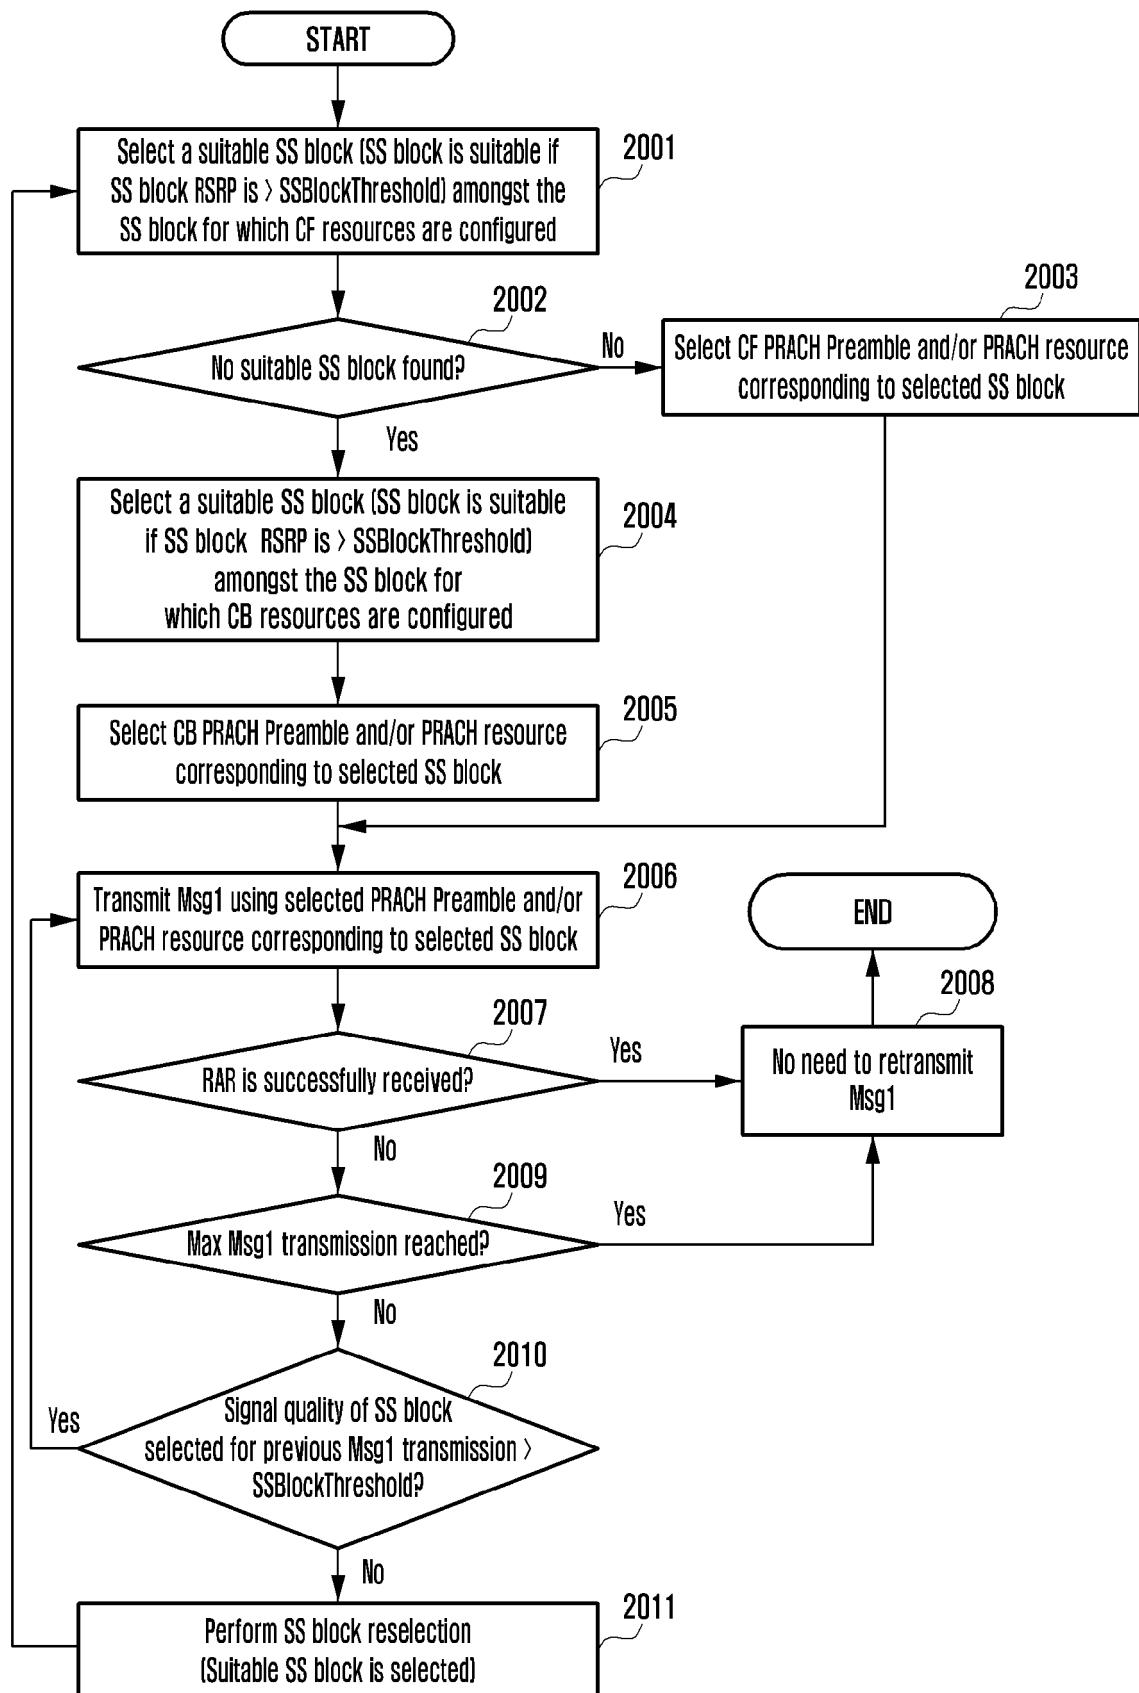 START
2001
Select a suitable SS block (SS block is suitable if
SS block RSRP is > SSBlockThreshold) amongst the
SS block for which CF resources are configured
2002
No suitable SS block found?
No
Yes
2003
Select CF PRACH Preamble and/or PRACH resource
corresponding to selected SS block
2004
Select a suitable SS block (SS block is suitable
if SS block RSRP is > SSBlockThreshold)
amongst the SS block for
which CB resources are configured
2005
Select CB PRACH Preamble and/or PRACH resource
corresponding to selected SS block
2006
Transmit Msg1 using selected PRACH Preamble and/or
PRACH resource corresponding to selected SS block
2007
RAR is successfully received?
Yes
No
END
2008
No need to retransmit
Msg1
2009
Max Msg1 transmission reached?
Yes
No
2010
Signal quality of SS block
selected for previous Msg1 transmission >
SSBlockThreshold?
Yes
No
2011
Perform SS block reselection
(Suitable SS block is selected)